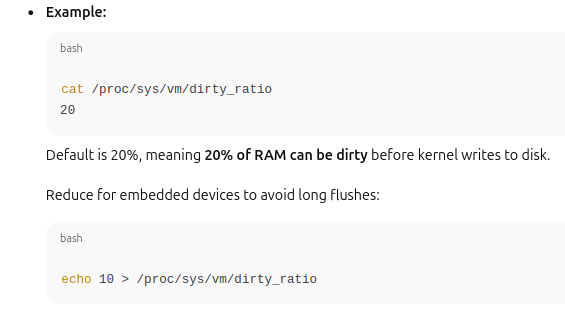 Example:
bash
cat /proc/sys/vm/dirty_ratio
20
Default is 20%, meaning 20% of RAM can be dirty before kernel writes to disk.
Reduce for embedded devices to avoid long flushes:
bash
echo 10 > /proc/sys/vm/dirty_ratio